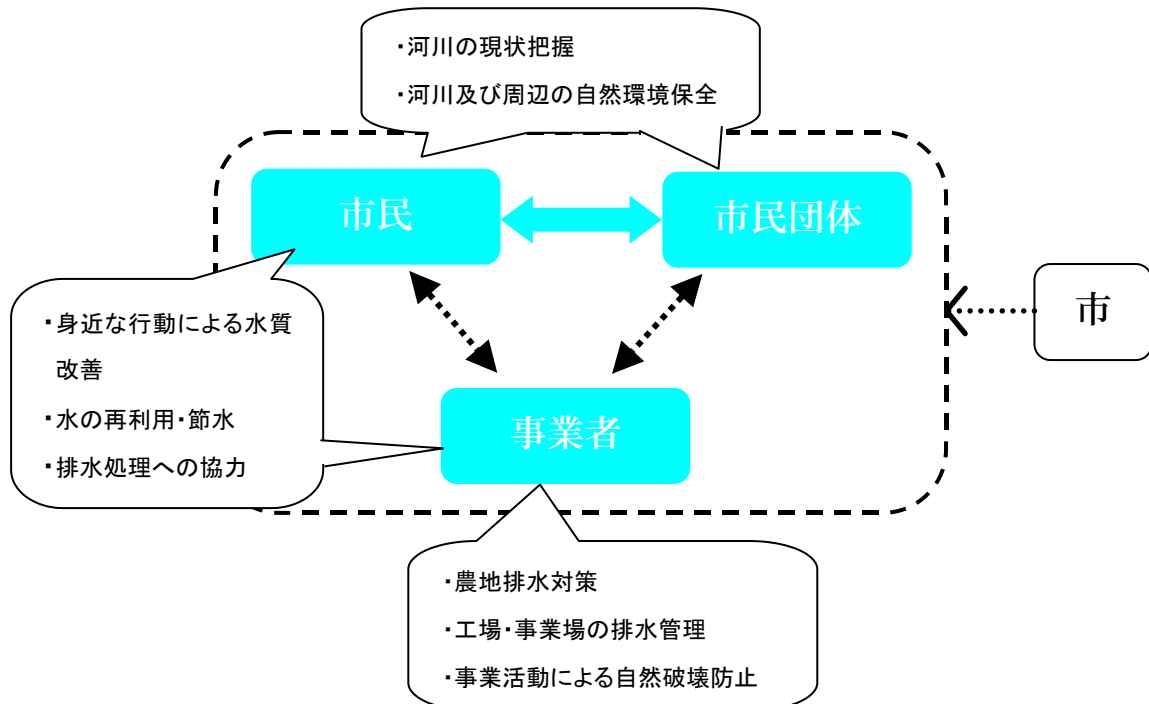 ・河川の現状把握
・河川及び周辺の自然環境保全
市民
市民団体
市
・身近な行動による水質
改善
・水の再利用・節水
・排水処理への協力
事業者
・農地排水対策
・工場・事業場の排水管理
・事業活動による自然破壊防止